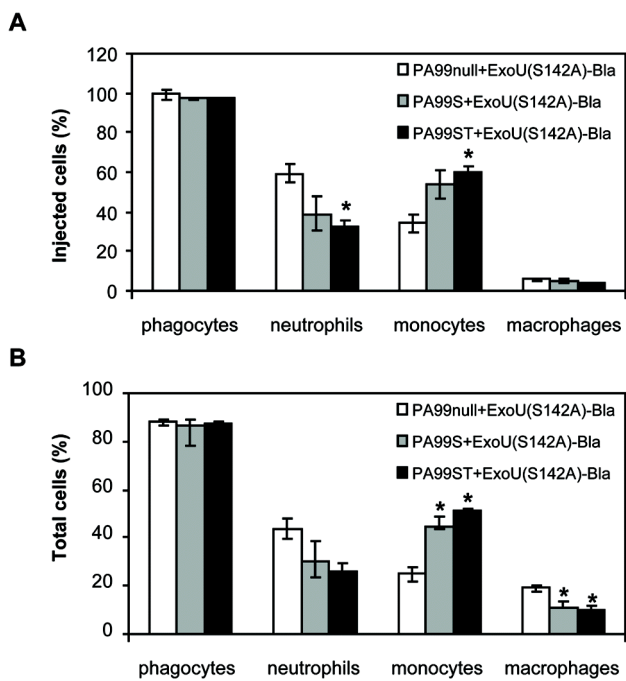 A
Injected cells (%)
120
100
80
60
40
20
0
PA99null+ExoU(S142A)-Bla
PA99S+ExoU(S142A)-Bla
PA99ST+ExoU(S142A)-Bla
*
*
phagocytes neutrophils monocytes macrophages
B
Total cells (%)
100
80
60
40
20
0
PA99null+ExoU(S142A)-Bla
PA99S+ExoU(S142A)-Bla
PA99ST+ExoU(S142A)-Bla
* *
* *
phagocytes neutrophils monocytes macrophages